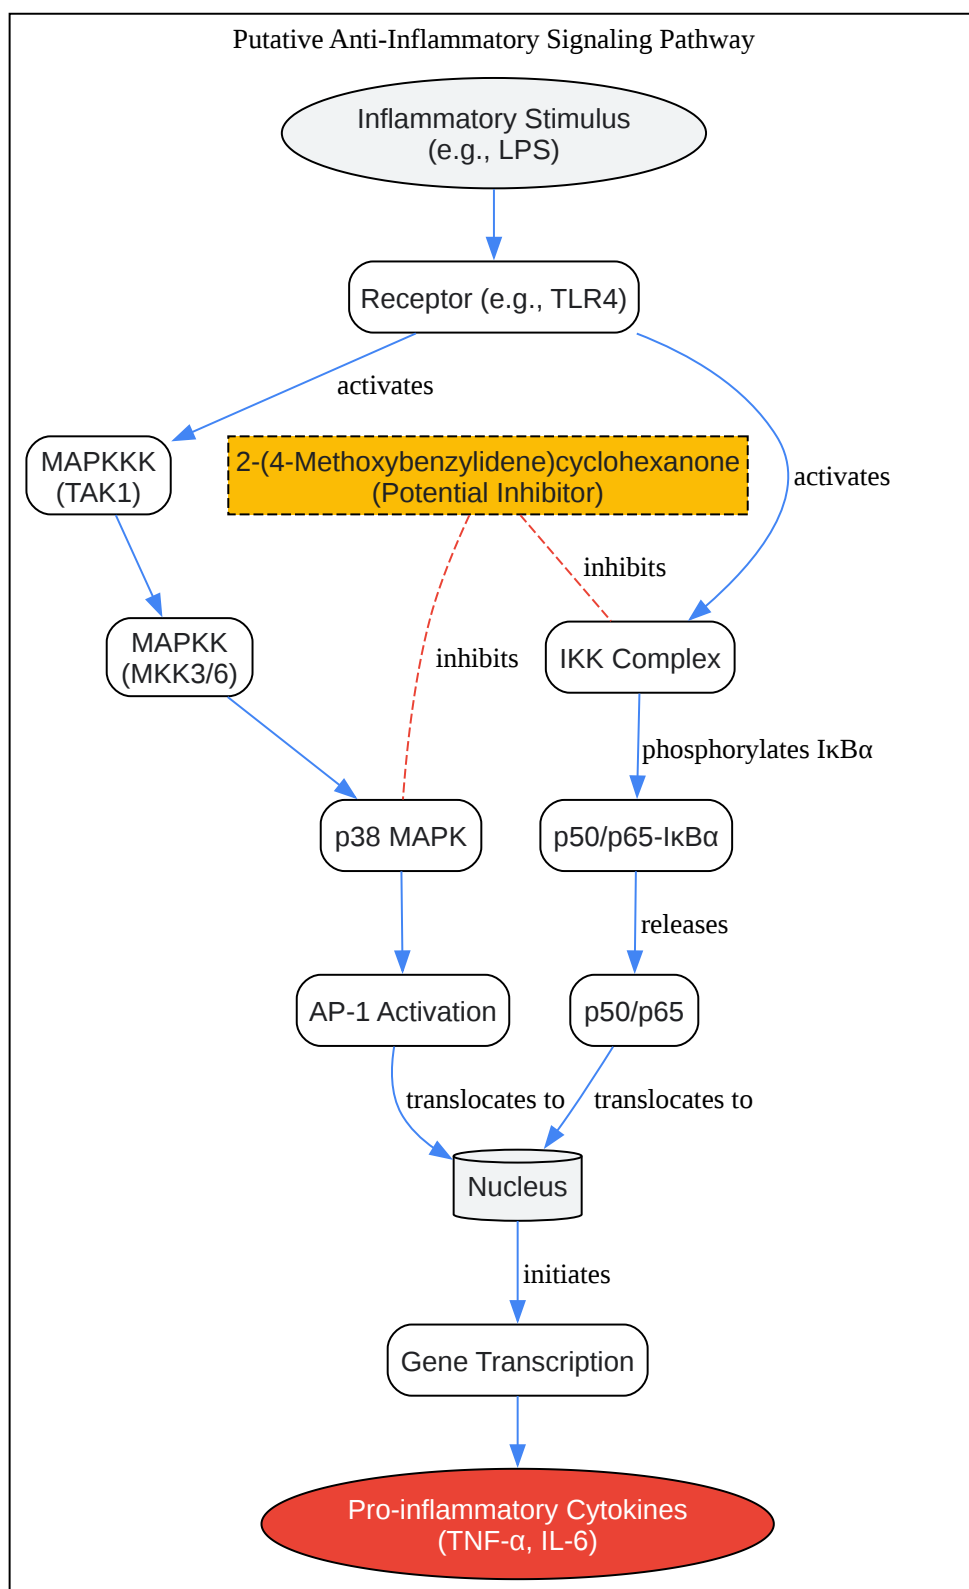 Putative Anti-Inflammatory Signaling Pathway
Inflammatory Stimulus
(e.g., LPS)
Receptor (e.g., TLR4)
activates
MAPKKK
(TAK1)
2-(4-Methoxybenzylidene)cyclohexanone
(Potential Inhibitor)
activates
inhibits
MAPKK
(MKK3/6)
inhibits
IKK Complex
phosphorylates IκBα
p38 MAPK
p50/p65-IκBα
releases
AP-1 Activation
p50/p65
translocates to
translocates to
Nucleus
initiates
Gene Transcription
Pro-inflammatory Cytokines
(TNF-α, IL-6)